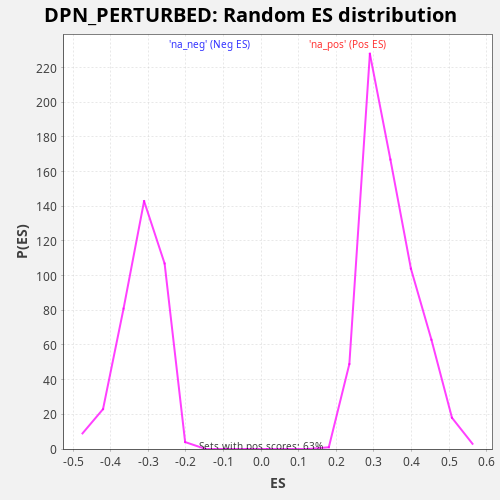 DPN_PERTURBED: Random ES distribution
'na_neg' (Neg ES) 'na_pos' (Pos ES)
220
200
180
160
140
120
100
80
60
40
20
0
P(ES)
Sets with pos scores: 63%
-0.5 -0.4 -0.3 -0.2 -0.1 0.0 0.1 0.2 0.3 0.4 0.5 0.6
ES